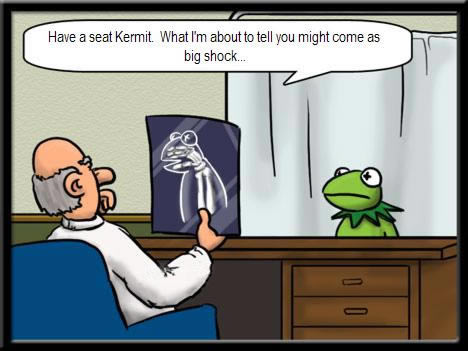 Have a seat Kermit.  What I'm about to tell you might come as
big shock...